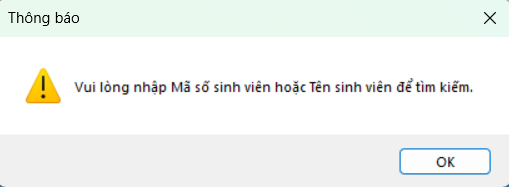 Thông báo
Vui lòng nhập Mã số sinh viên hoặc Tên sinh viên để tìm kiếm.
OK